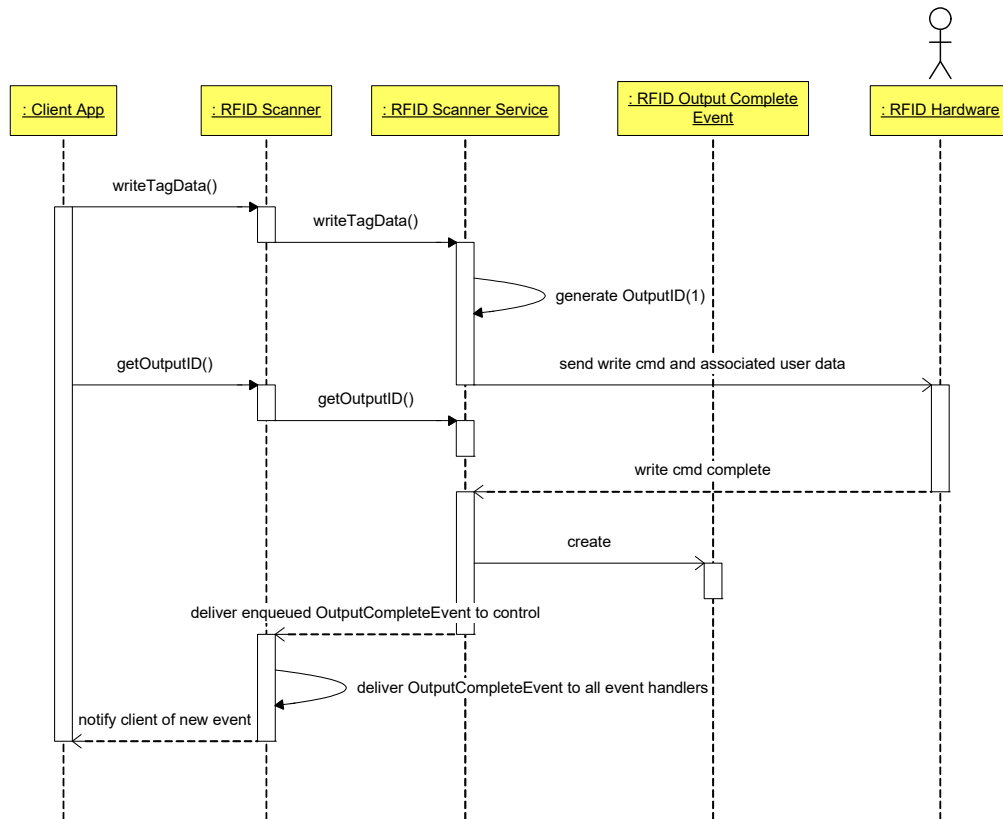 : Client App
: RFID Scanner
: RFID Scanner Service
: RFID Output Complete
Event
: RFID Hardware
writeTagData()
writeTagData()
generate OutputID(1)
getOutputID()
send write cmd and associated user data
getOutputID()
write cmd complete
create
deliver enqueued OutputCompleteEvent to control
deliver OutputCompleteEvent to all event handlers
notify client of new event